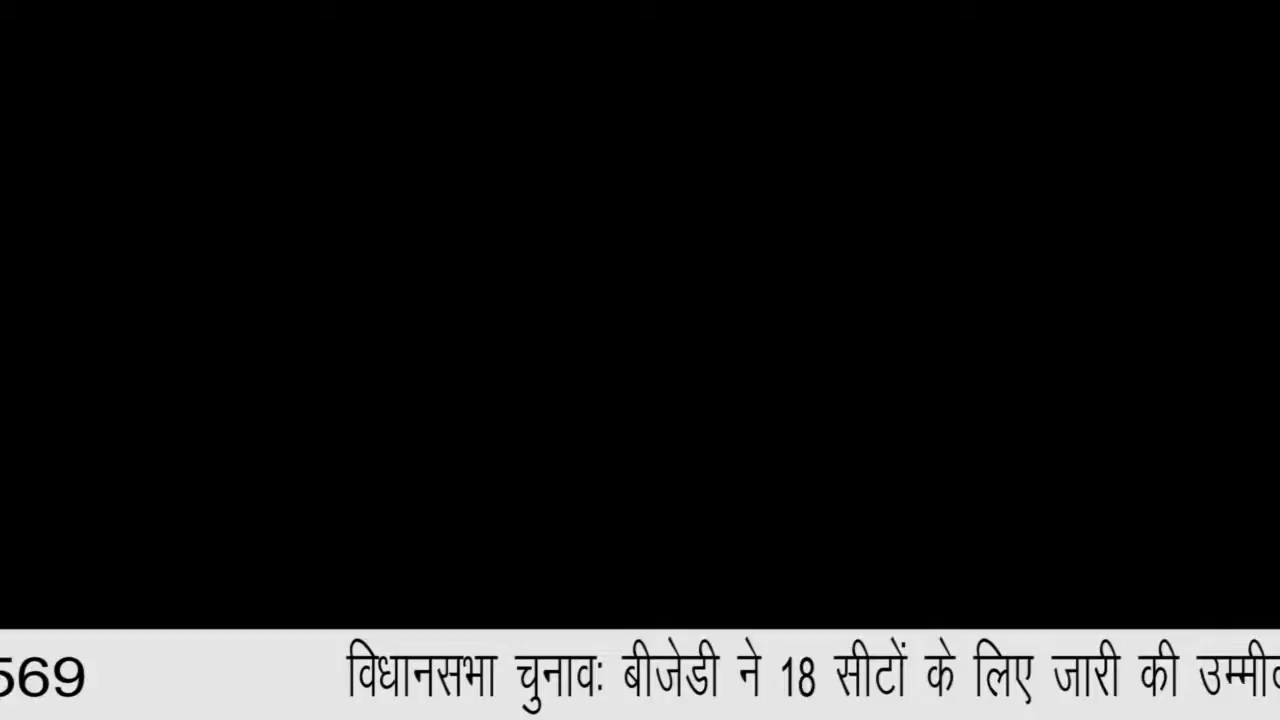 569 विधानसभा चुनावः बीजेडी ने 18 सीटों के लिए जारी की